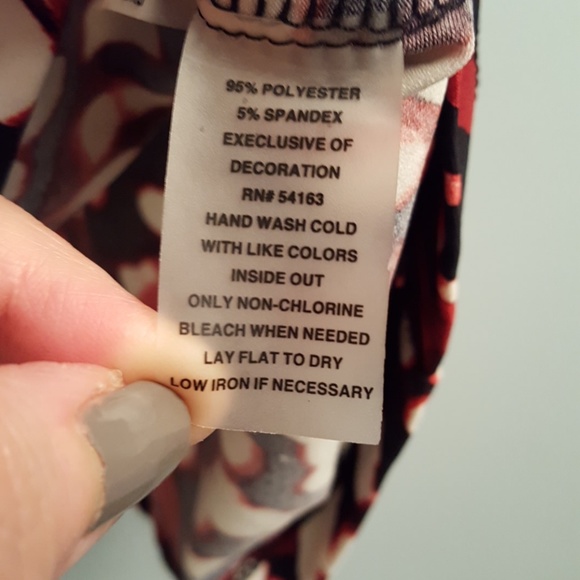 95% POLYESTER
5% SPANDEX
EXECLUSIVE OF
DECORATION
RN# 54163
HAND WASH COLD
WITH LIKE COLORS
INSIDE OUT
ONLY NON-CHLORINE
BLEACH WHEN NEEDED
LAY FLAT TO DRY
LOW IRON IF NECESSARY